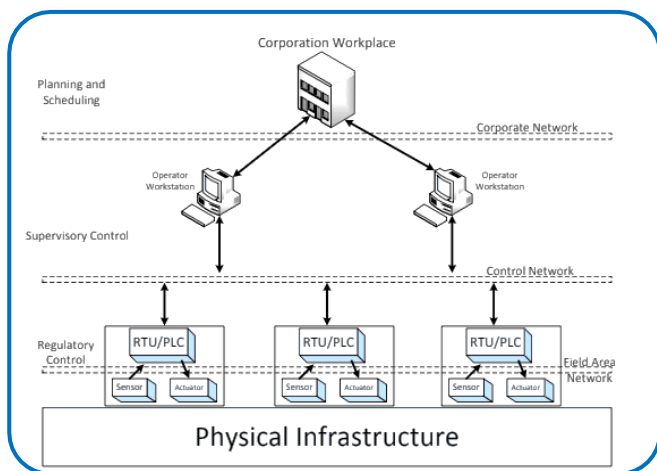 Corporation Workplace
Planning and
Scheduling
Corporate Network
Operator
Workstation
Operator
Workstation
Supervisory Control
Control Network
RTU/PLC
RTU/PLC
RTU/PLC
Regulatory
Control
Field Area
Network
Sensor
Actuator
Sensor
Actuator
Sensor
Actuator
Physical Infrastructure